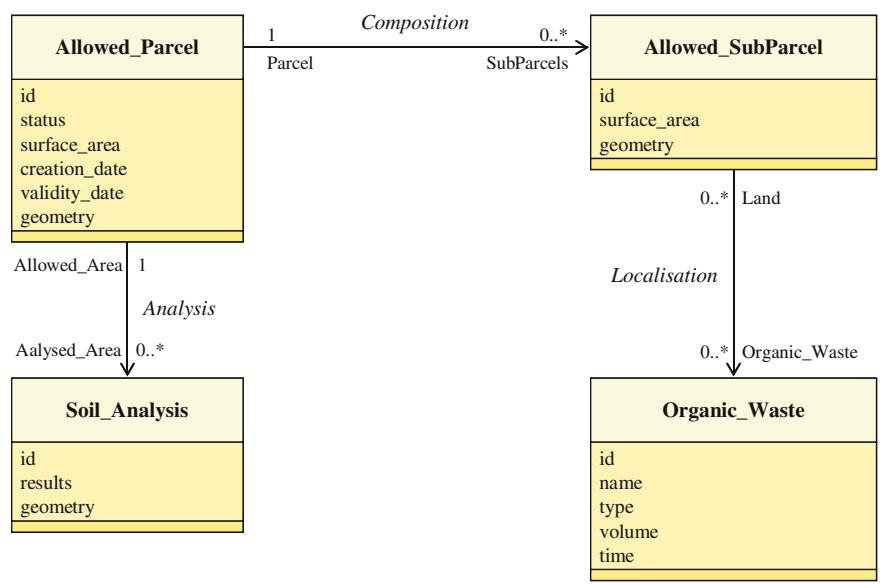 Allowed_Parcel
id
status
surface_area
creation_date
validity_date
geometry
1
Composition
0..*
Parcel
SubParcels
Allowed_SubParcel
id
surface_area
geometry
Allowed_Area
1
Analysis
Aalysed_Area
0..*
0..*
Land
Localisation
0..*
Organic_Waste
Soil_Analysis
id
results
geometry
Organic_Waste
id
name
type
volume
time